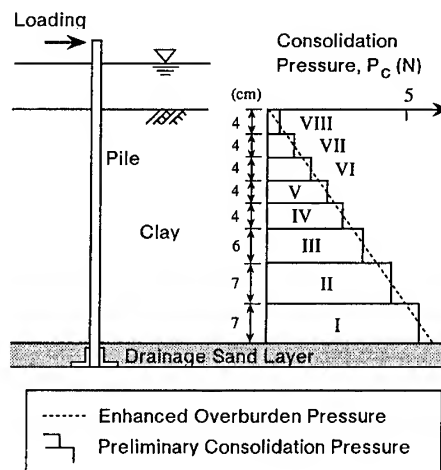 Loading
Consolidation
Pressure, P_C (N)
(cm)
5
4
VIII
4
VII
4
VI
Pile
4
V
4
IV
Clay
6
III
7
II
7
I
Drainage Sand Layer
Enhanced Overburden Pressure
Preliminary Consolidation Pressure